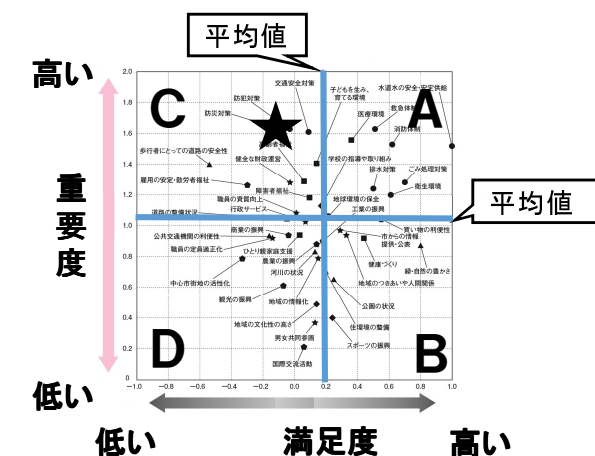 平均値
高い
重要度
低い
2.0
1.8
1.6
1.4
1.2
1.0
0.8
0.6
0.4
0.2
0
C
A
D
B
交通安全対策
子どもを生み、
育てる環境
水道水の安全・安定供給
防犯対策
救急体制
防災対策
医療環境
消防体制
歩行者にとっての道路の安全性
健全な財政運営
学校の指導や取り組み
排水対策
ごみ処理対策
雇用の安定・勤労者福祉
衛生環境
障害者福祉
職員の資質向上
地球環境の保全
行政サービス
工業の振興
道路の整備状況
平均値
買い物の利便性
商業の振興
公共交通機関の利便性
市からの情報
提供・公表
職員の定員適正化
ひとり親家庭支援
農業の振興
健康づくり
緑・自然の豊かさ
河川の状況
中心市街地の活性化
地域のつきあいや人間関係
観光の振興
地域の情報化
公園の状況
地域の文化性の高さ
住環境の整備
男女共同参画
スポーツの振興
国際交流活動
−1.0
−0.8
−0.6
−0.4
−0.2
0.0
0.2
0.4
0.6
0.8
1.0
低い
満足度
高い